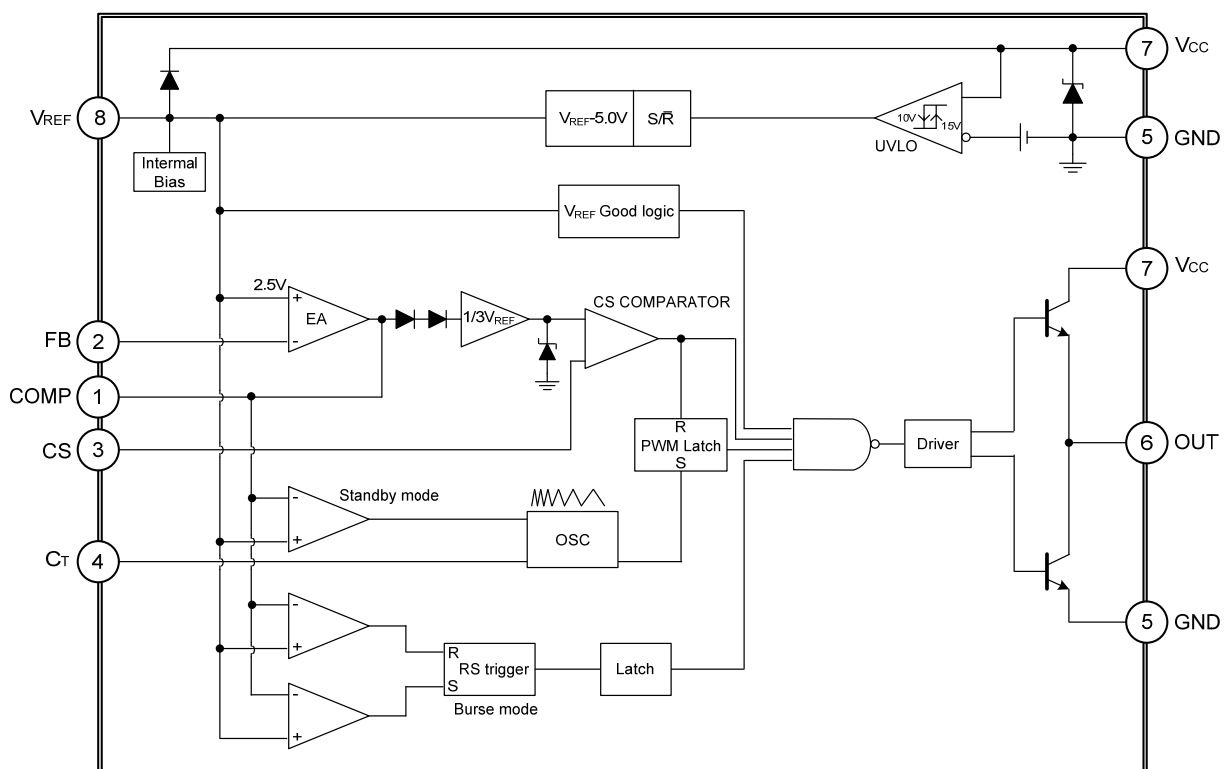 7 VCC
VREF 8
VREF-5.0V S/R̅
10V 15V
UVLO
5 GND
Internal
Bias
VREF Good logic
7 VCC
2.5V
CS COMPARATOR
+
EA
-
1/3VREF
FB 2
COMP 1
CS 3
R
PWM Latch
S
Driver
6 OUT
Standby mode
-
+
OSC
CT 4
-
+
R
RS trigger
S
Latch
5 GND
-
+
Burse mode